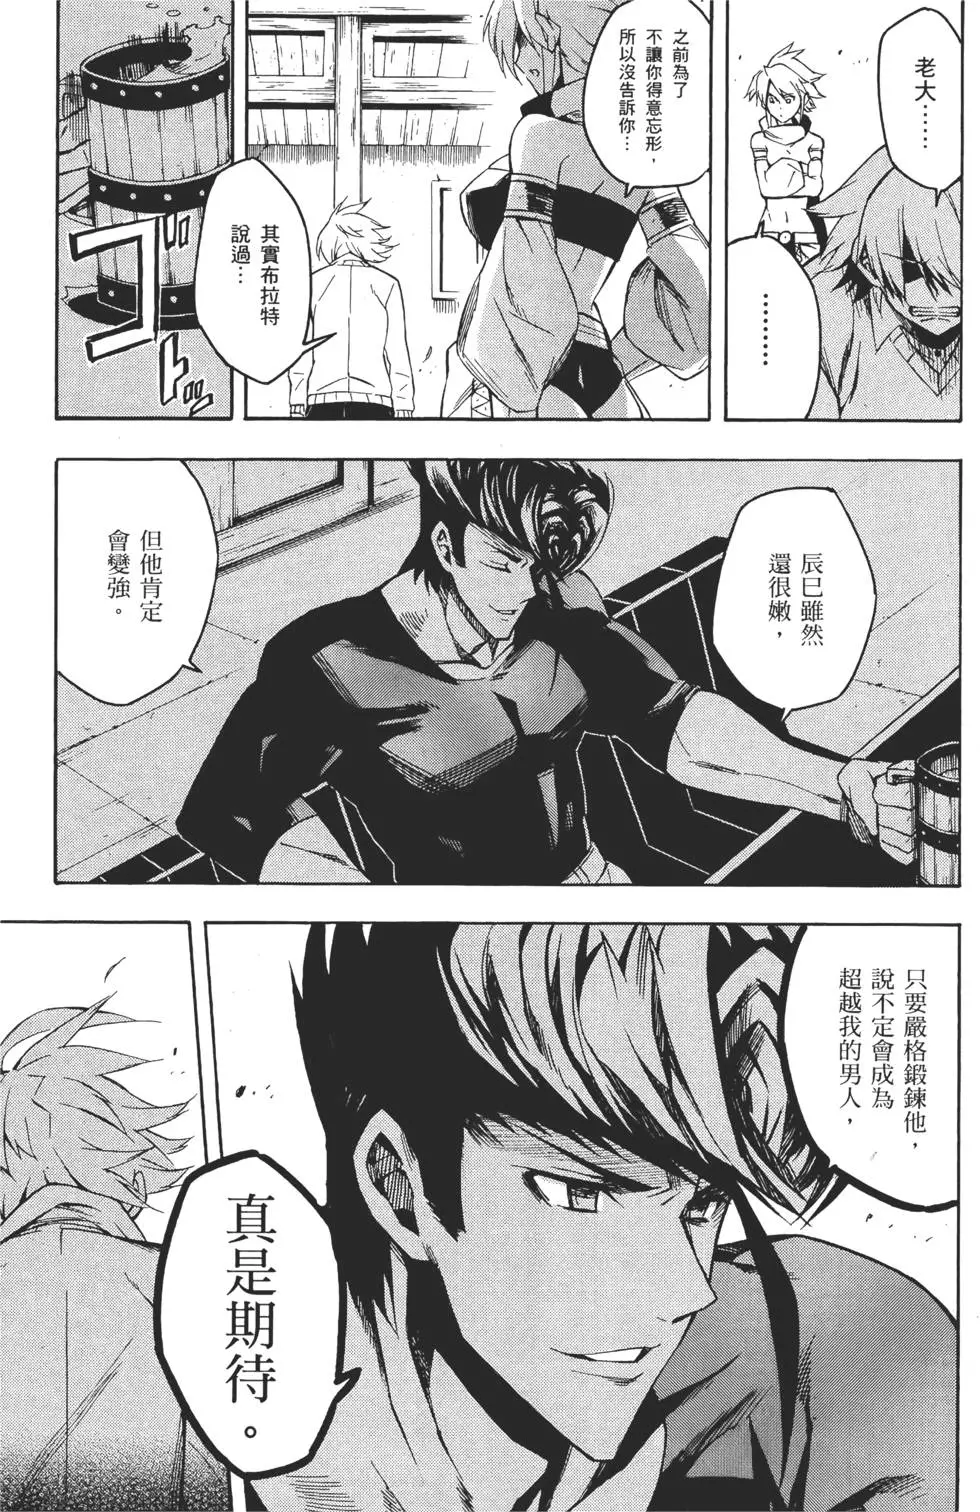 老大……
………
之前為了
不讓你得意忘形，
所以沒告訴你…
其實布拉特
說過…
ゴトッ
辰巳雖然
還很嫩，
但他肯定
會變強。
只要嚴格鍛鍊他，
說不定會成為
超越我的男人，
真是期待。